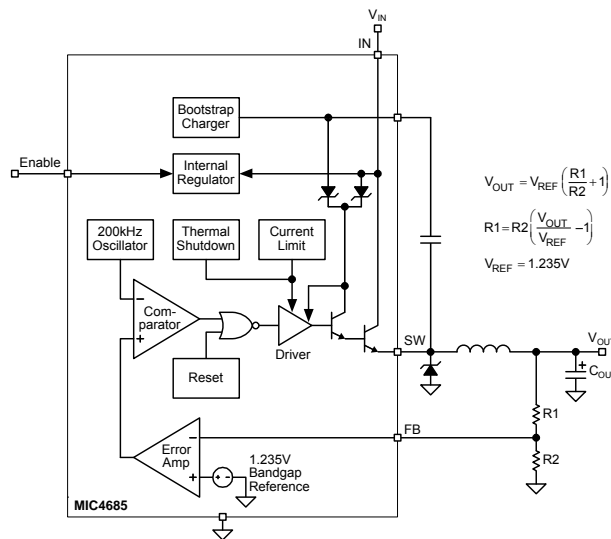 V_IN
IN
Bootstrap
Charger
Enable
Internal
Regulator
V_OUT = V_REF (R1/R2 + 1)
R1 = R2 (V_OUT/V_REF − 1)
V_REF = 1.235V
200kHz
Oscillator
Thermal
Shutdown
Current
Limit
−
Com-
parator
+
Driver
Reset
SW
V_OUT
+
C_OUT
R1
FB
R2
Error
Amp
−
+
1.235V
Bandgap
Reference
+ -
MIC4685